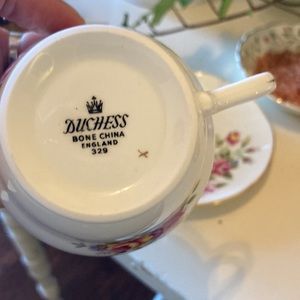 DUCHESS
BONE CHINA
ENGLAND
329